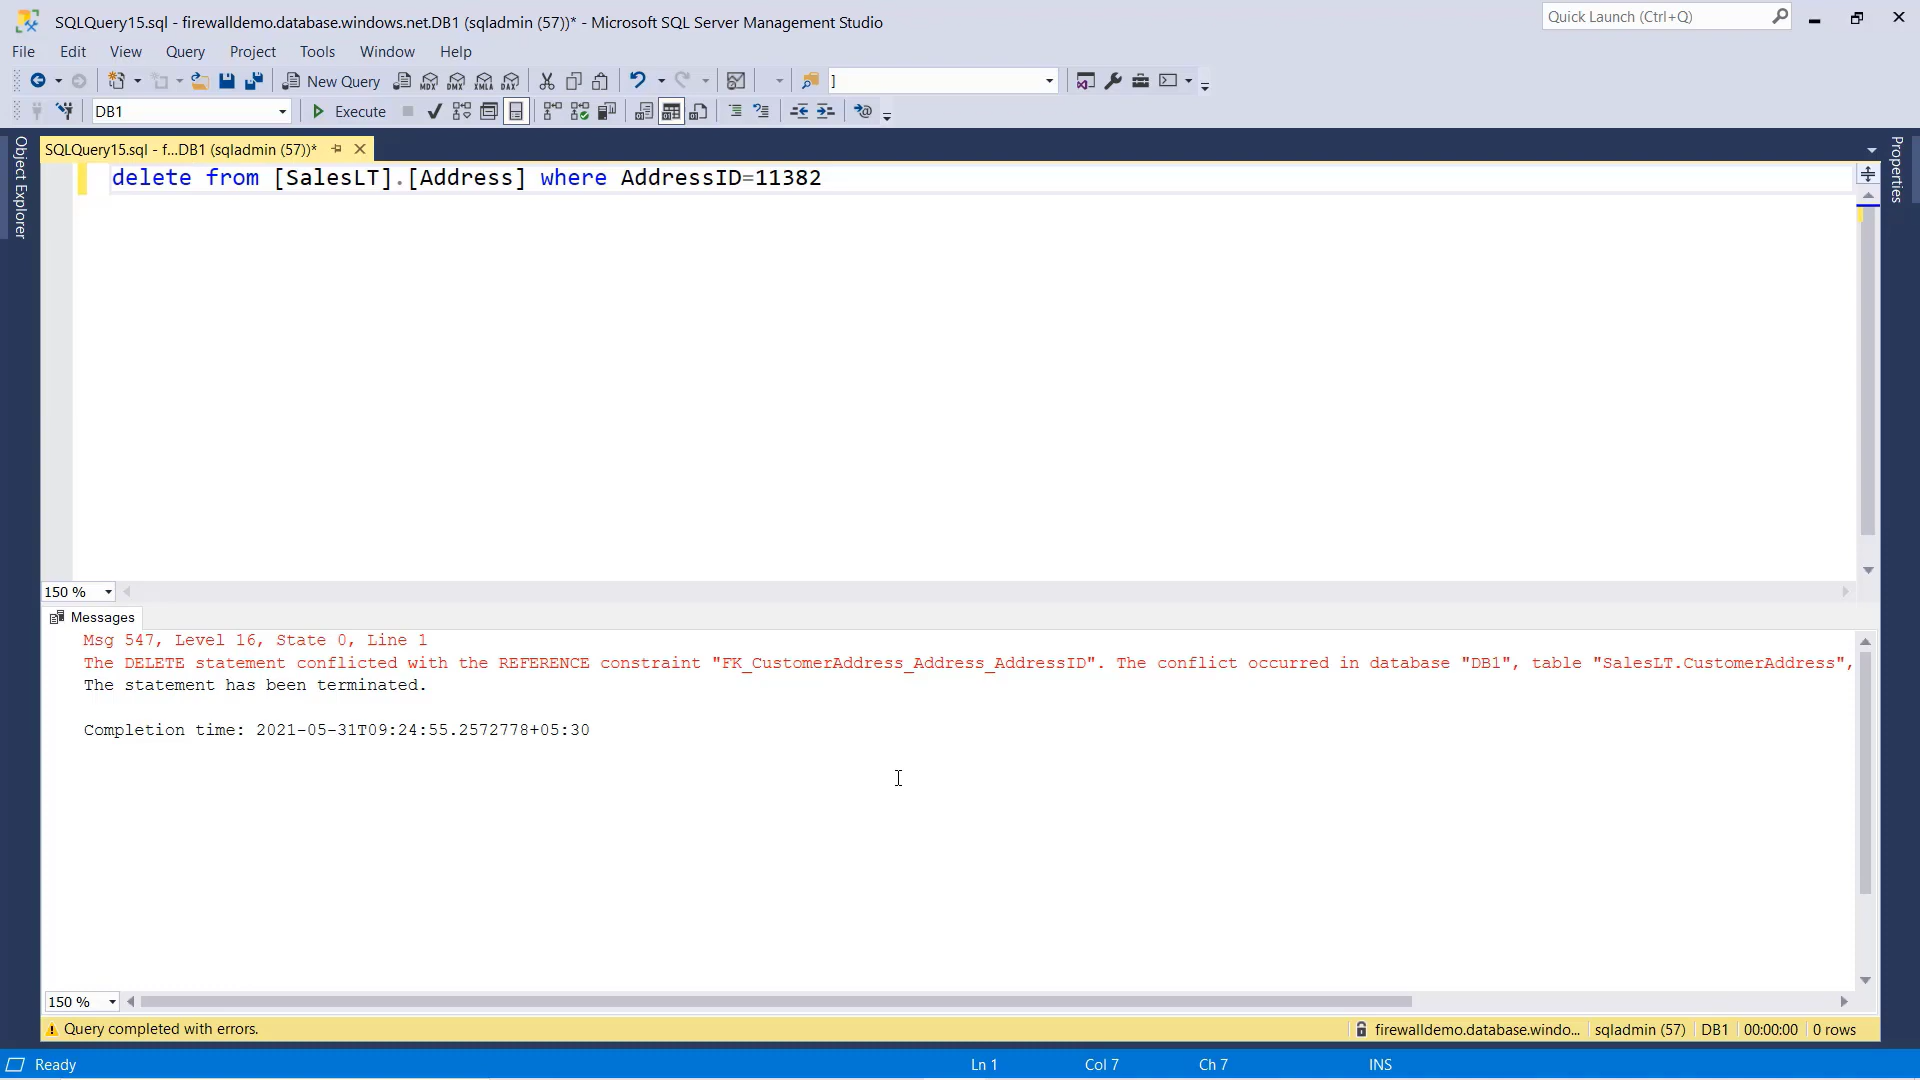 SQLQuery15.sql - firewalldemo.database.windows.net.DB1 (sqladmin (57))* - Microsoft SQL Server Management Studio
Quick Launch (Ctrl+Q)
File Edit View Query Project Tools Window Help
New Query MDX DMX XMLA DAX ]
DB1 Execute
SQLQuery15.sql - f...DB1 (sqladmin (57))*
Object Explorer
Properties
delete from [SalesLT].[Address] where AddressID=11382
150 %
Messages
Msg 547, Level 16, State 0, Line 1
The DELETE statement conflicted with the REFERENCE constraint "FK_CustomerAddress_Address_AddressID". The conflict occurred in database "DB1", table "SalesLT.CustomerAddress",
The statement has been terminated.
Completion time: 2021-05-31T09:24:55.2572778+05:30
150 %
Query completed with errors. firewalldemo.database.windo... sqladmin (57) DB1 00:00:00 0 rows
Ready Ln 1 Col 7 Ch 7 INS